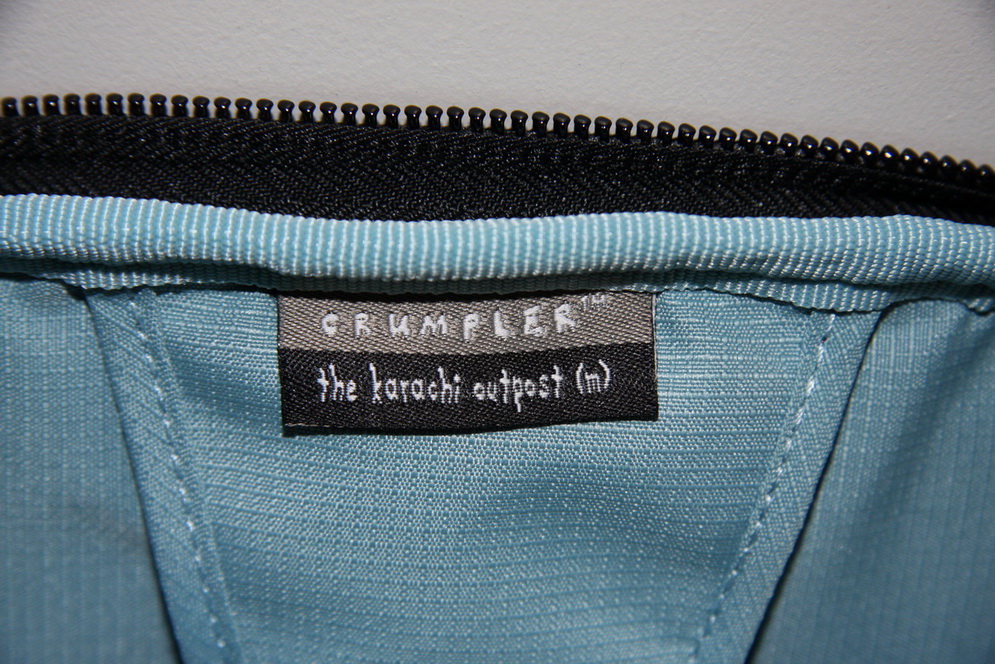 CRUMPLER™
the karachi outpost (m)